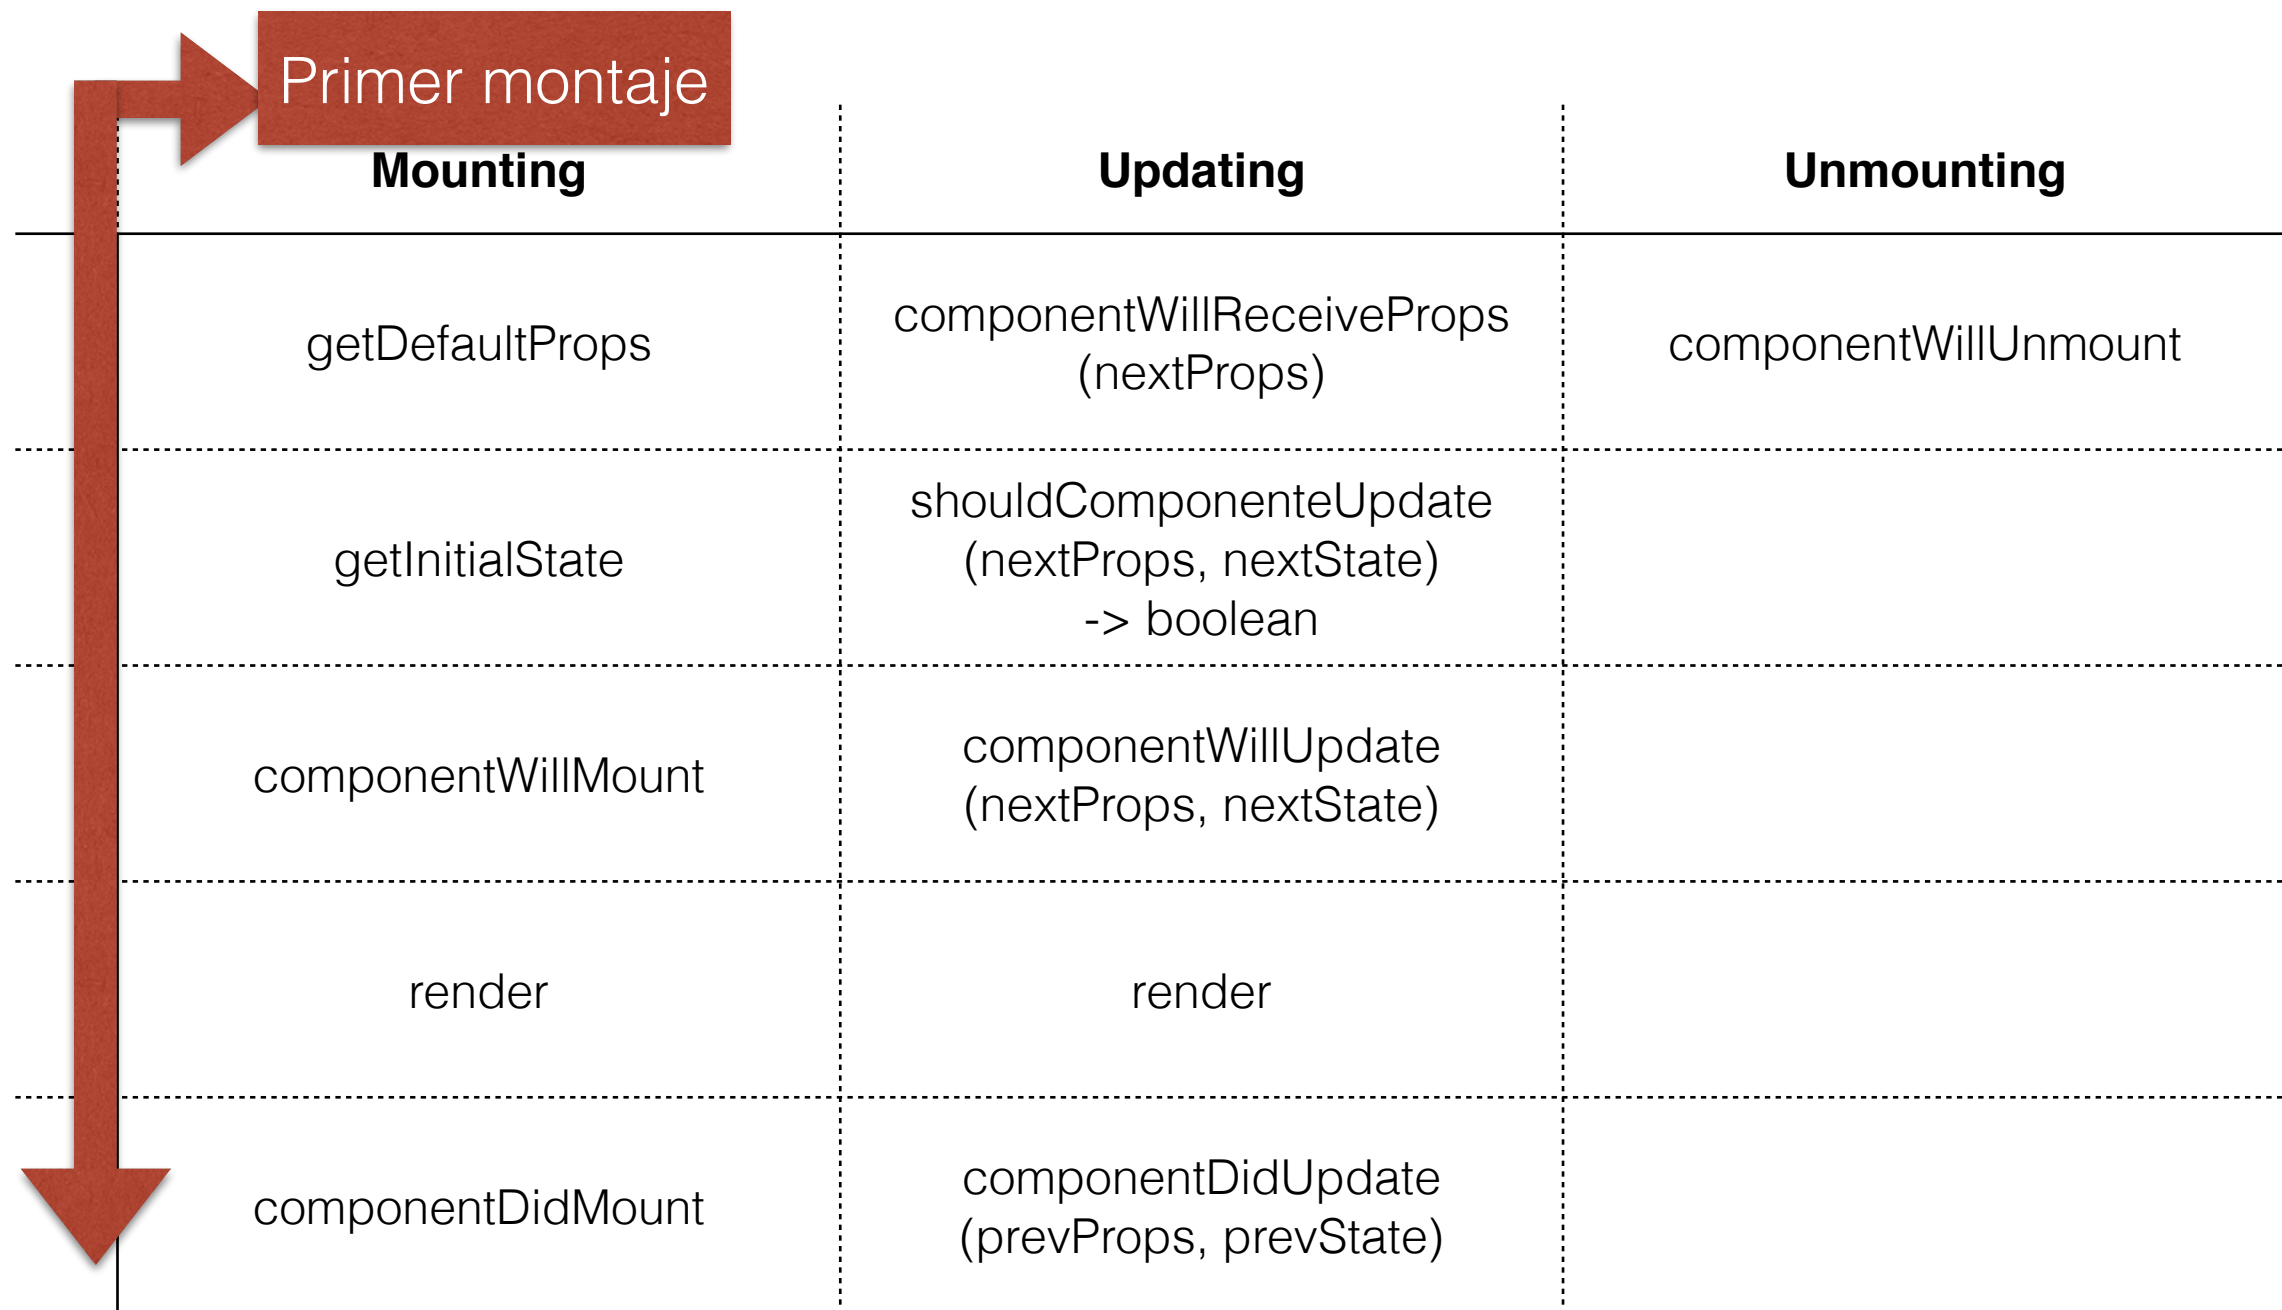 Primer montaje
Mounting
Updating
Unmounting
getDefaultProps
componentWillReceiveProps
(nextProps)
componentWillUnmount
getInitialState
shouldComponenteUpdate
(nextProps, nextState)
-> boolean
componentWillMount
componentWillUpdate
(nextProps, nextState)
render
render
componentDidMount
componentDidUpdate
(prevProps, prevState)